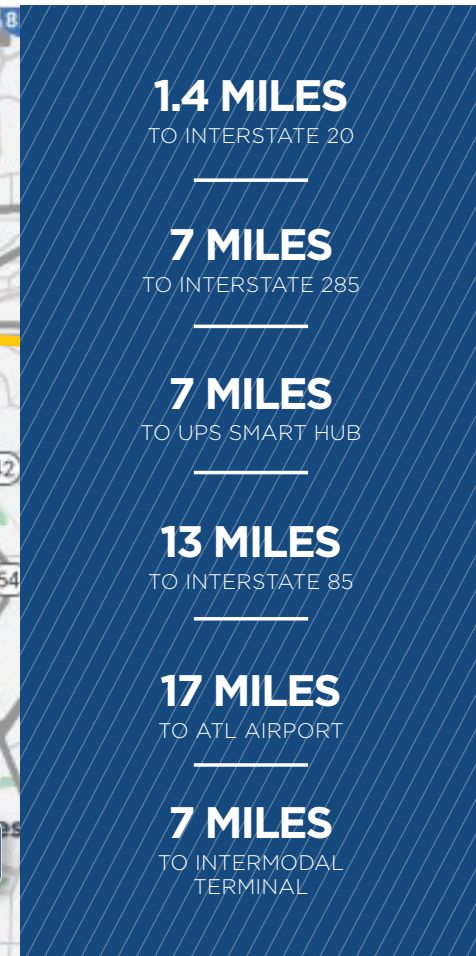 8
1.4 MILES
TO INTERSTATE 20
7 MILES
TO INTERSTATE 285
7 MILES
TO UPS SMART HUB
13 MILES
TO INTERSTATE 85
17 MILES
TO ATL AIRPORT
7 MILES
TO INTERMODAL
TERMINAL